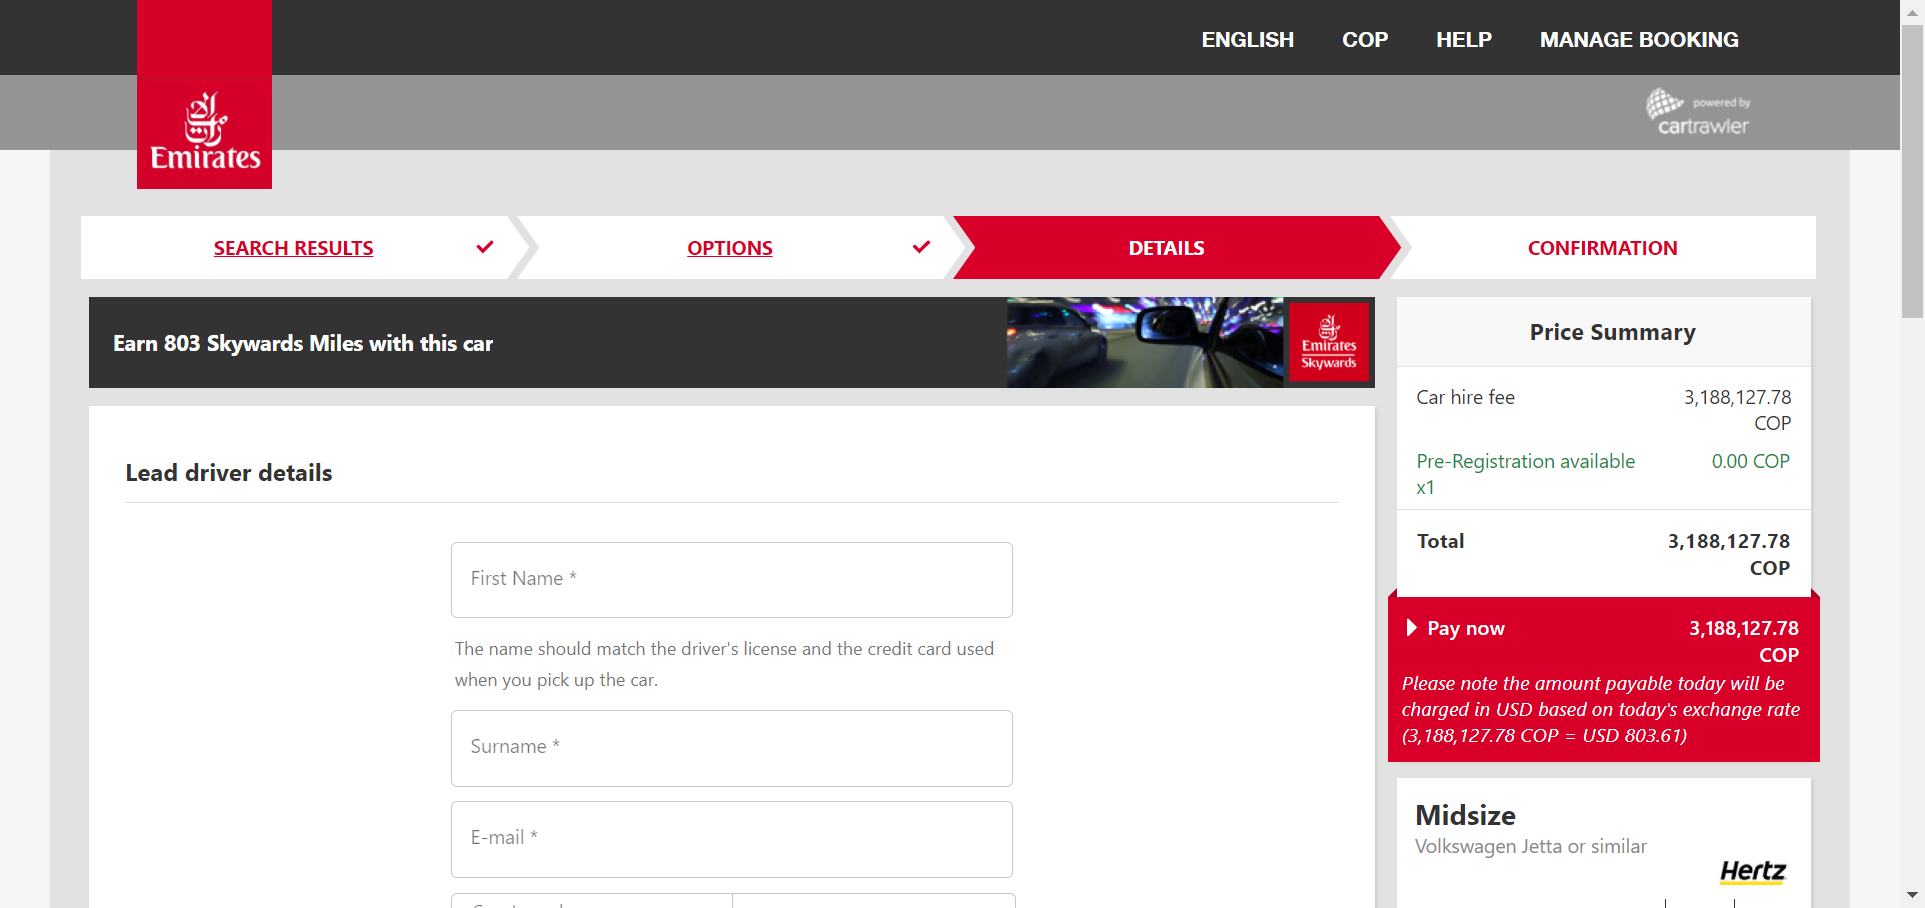 ENGLISH COP HELP MANAGE BOOKING
powered by
cartrawler
Emirates
SEARCH RESULTS
OPTIONS
DETAILS
CONFIRMATION
Earn 803 Skywards Miles with this car
Emirates
Skywards
Lead driver details
First Name *
The name should match the driver's license and the credit card used
when you pick up the car.
Surname *
E-mail *
Price Summary
Car hire fee 3,188,127.78
COP
Pre-Registration available 0.00 COP
x1
Total 3,188,127.78
COP
Pay now 3,188,127.78
COP
Please note the amount payable today will be
charged in USD based on today's exchange rate
(3,188,127.78 COP = USD 803.61)
Midsize
Volkswagen Jetta or similar
Hertz